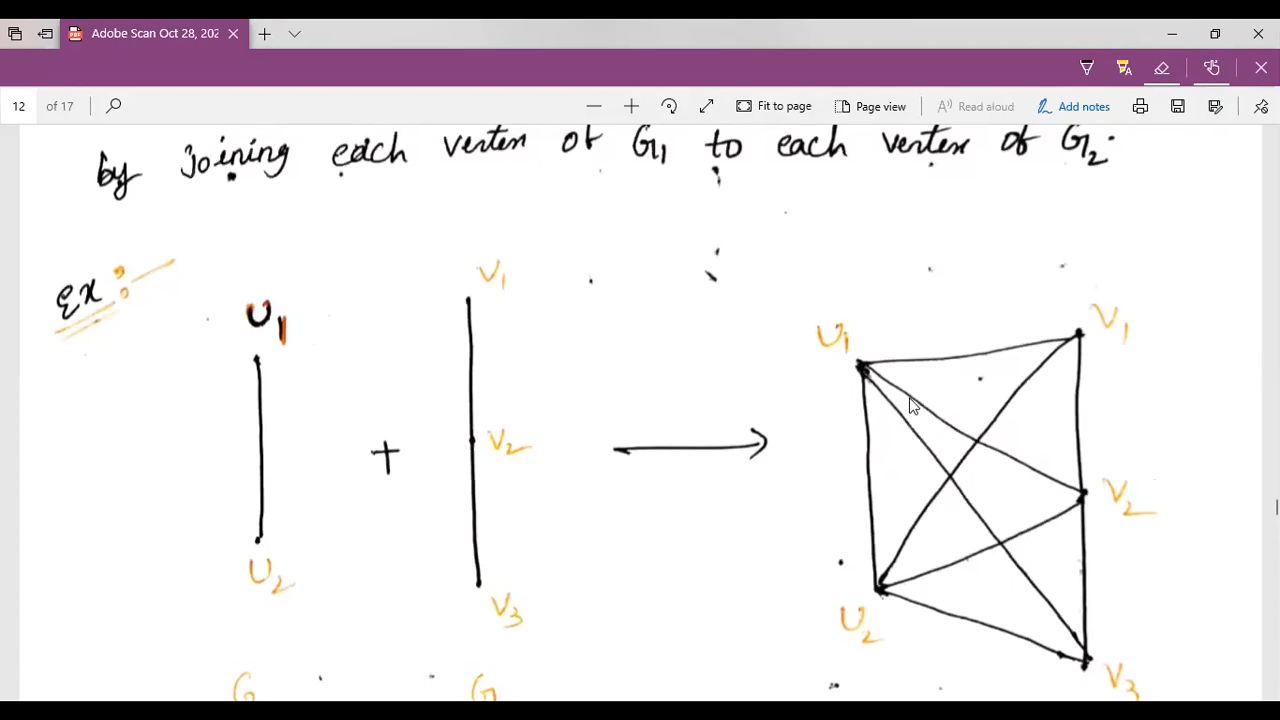 Adobe Scan Oct 28, 202
12 of 17
Fit to page
Page view
Read aloud
Add notes
by joining each vertex of G1 to each vertex of G2.
Ex:
U1
V1
U1
V1
+
V2
V2
U2
V3
U2
V3
G
G